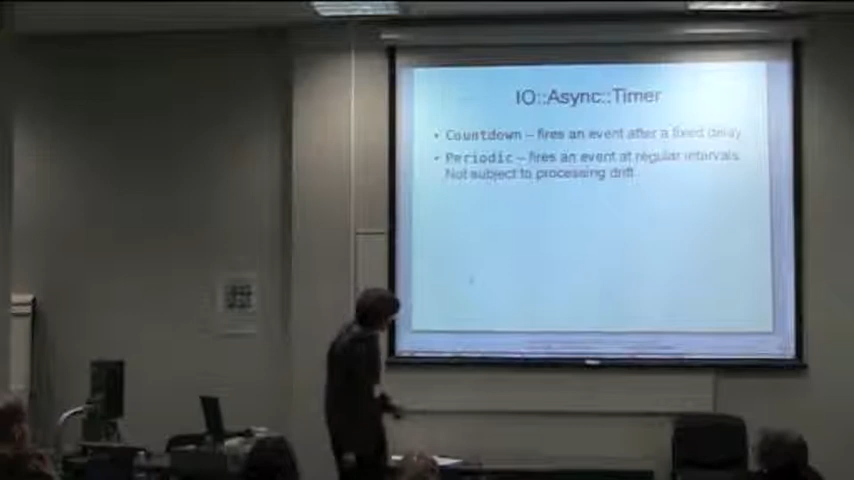 IO::Async::Timer
• Countdown – fires an event after a fixed delay
• Periodic – fires an event at regular intervals.
Not subject to processing drift.